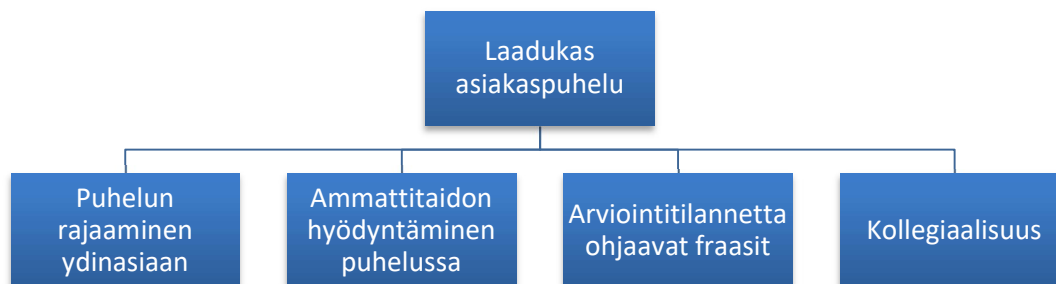 Laadukas
asiakaspuhelu
Puhelun
rajaaminen
ydinasiaan
Ammattitaidon
hyödyntäminen
puhelussa
Arviointitilannetta
ohjaavat fraasit
Kollegiaalisuus